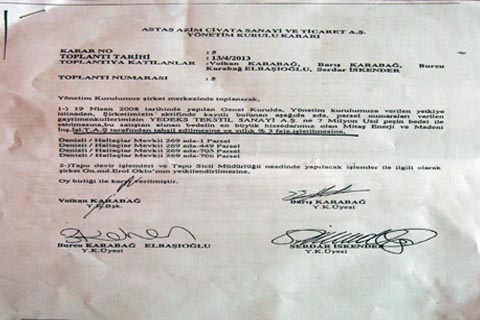 ASTAŞ AZİM CİVATA SANAYİ VE TİCARET A.Ş.
YÖNETİM KURULU KARARI
KARAR NO : 5
TOPLANTI TARİHİ : 13/4/2013
TOPLANTIYA KATILANLAR : Volkan KARABAĞ, Barış KARABAĞ, Burcu
Karabağ ELBAŞIOĞLU, Serdar İSKENDER
TOPLANTI NUMARASI : 5
Yönetim Kurulumuz şirket merkezinde toplanarak,
1-) 19 Nisan 2008 tarihinde yapılan Genel Kurulda, Yönetim kurulumuza verilen yetkiye
istinaden, Şirketimizin aktifinde kayıtlı bulunan aşağıda ada, parsel numaraları verilen
gayrimenkullerimizin, TEKSTİL SANAYİ A.Ş. ne 7 Milyon Usd peşin bedel ile
satılmasına, bu satıştan alınan hissedarımız olan Mitaş Enerji ve Madeni
İnş. T.A.Ş tarafından tahsil edilmesine ve yıllık % 3 faiz işletilmesine,
Denizli / Hallaçlar Mevkii 269 ada-1 Parsel
Denizli / Hallaçlar Mevkii 269 ada-449 Parsel
Denizli / Hallaçlar Mevkii 269 ada-703 Parsel
Denizli / Hallaçlar Mevkii 269 ada-706 Parsel
2-)Tapu devir işlemleri ve Tapu Sicil Müdürlüğü nezdinde yapılacak işlemler ile ilgili olarak
şirket Gn.md.Erol Oklu'nun yetkilendirilmesine,
Oy birliği ile karar verilmiştir.
Volkan KARABAĞ Barış KARABAĞ
Y.K.Bşk. Y.K.Üyesi
Burcu KARABAĞ ELBAŞIOĞLU SERDAR İSKENDER
Y.K.Üyesi Y.K.Üyesi